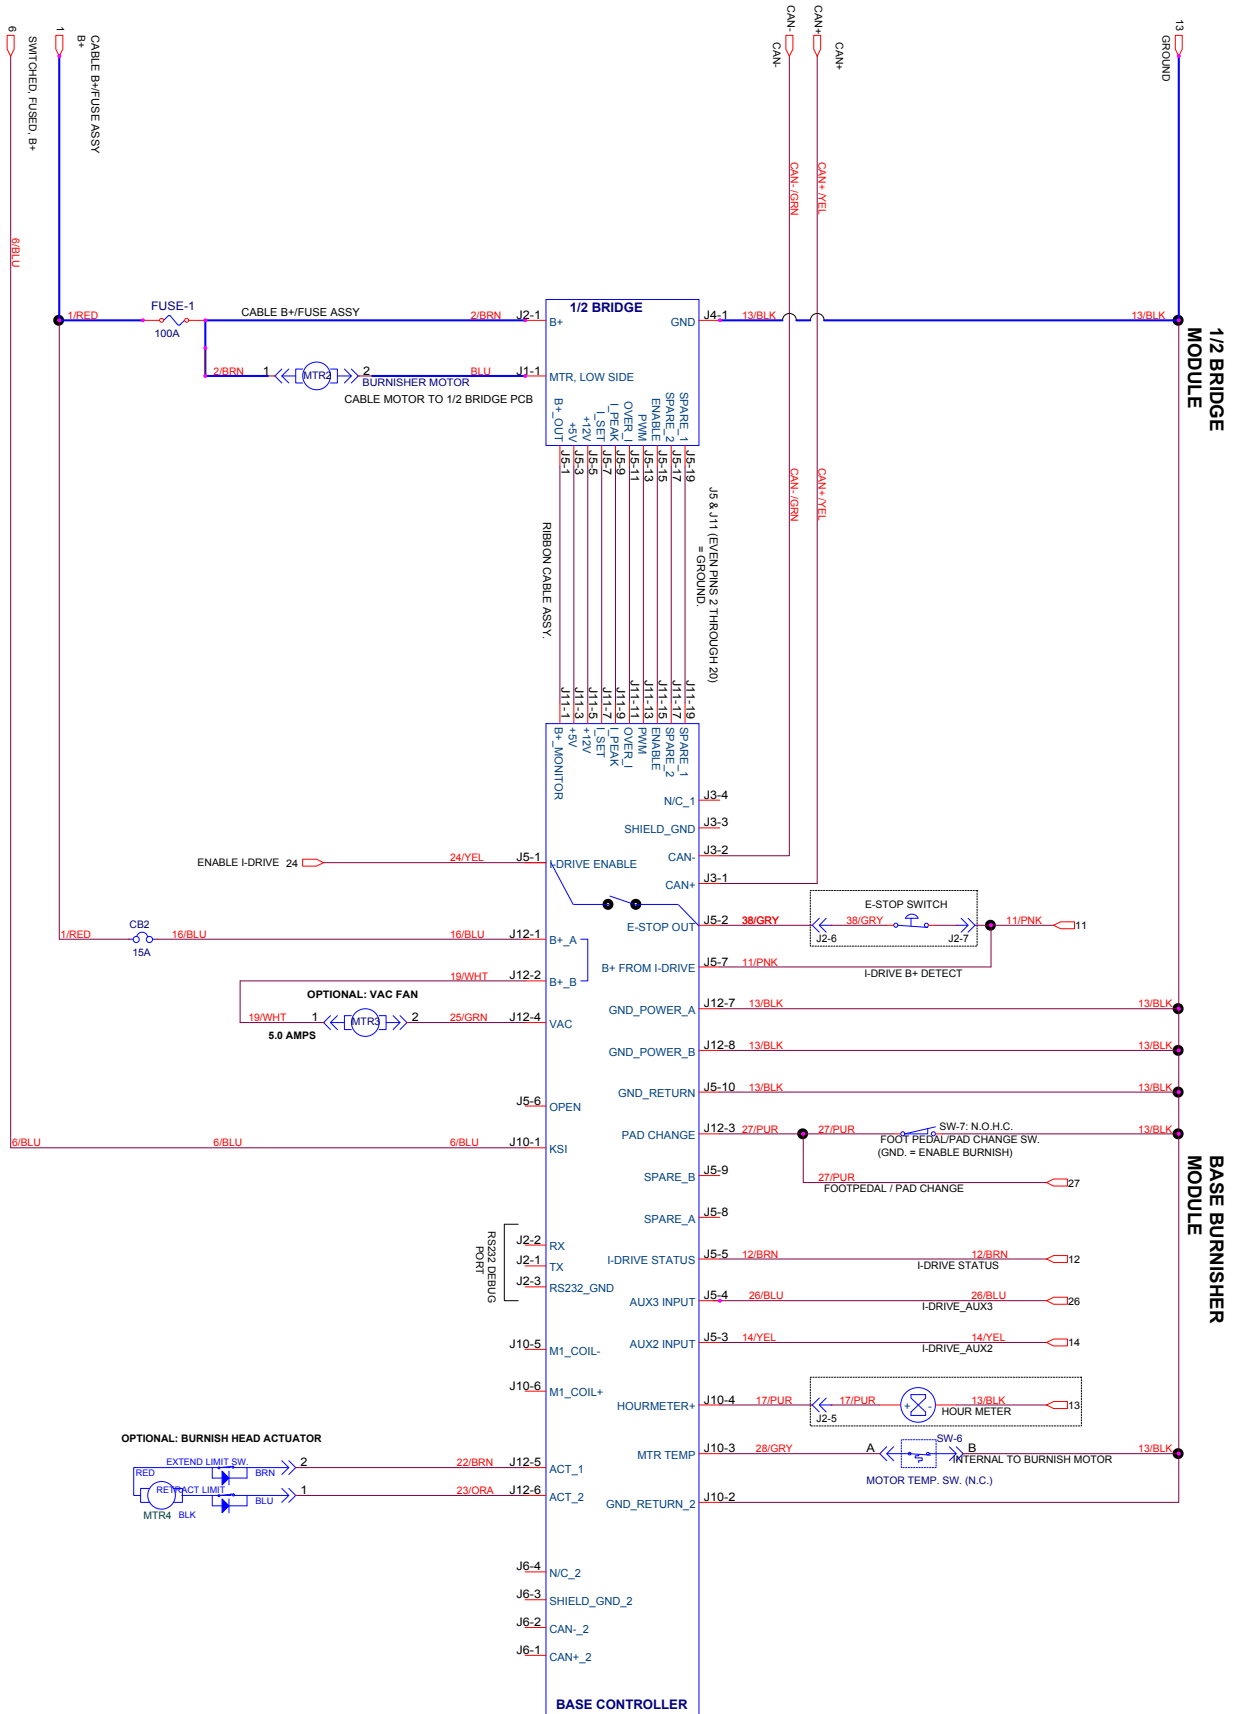 6
SWITCHED, FUSED, B+
1
B+
CABLE B+/FUSE ASSY
CAN-
CAN-
CAN+
CAN+
13
GROUND
6/BLU
CAN- /GRN
CAN+ /YEL
1/2 BRIDGE
MODULE
1/RED
FUSE-1
100A
CABLE B+/FUSE ASSY
2/BRN
J2-1
B+
1/2 BRIDGE
GND
J4-1
13/BLK
13/BLK
2/BRN
1
MTR2
2
BURNISHER MOTOR
BLU
J1-1
MTR, LOW SIDE
CABLE MOTOR TO 1/2 BRIDGE PCB
B+_OUT
+5V
+12V
I_SET
I_PEAK
OVER_I
PWM
ENABLE
SPARE_2
SPARE_1
J5-1
J5-3
J5-5
J5-7
J5-9
J5-11
J5-13
J5-15
J5-17
J5-19
CAN- /GRN
CAN+ /YEL
RIBBON CABLE ASSY.
J5 & J11 (EVEN PINS 2 THROUGH 20)
= GROUND.
J11-1
J11-3
J11-5
J11-7
J11-9
J11-11
J11-13
J11-15
J11-17
J11-19
B+_MONITOR
+5V
+12V
I_SET
I_PEAK
OVER_I
PWM
ENABLE
SPARE_2
SPARE_1
N/C_1
J3-4
SHIELD_GND
J3-3
CAN-
J3-2
CAN+
J3-1
ENABLE I-DRIVE 24
24/YEL
J5-1
I-DRIVE ENABLE
E-STOP OUT
J5-2
38/GRY
E-STOP SWITCH
38/GRY
J2-6
J2-7
11/PNK
11
1/RED
CB2
15A
16/BLU
16/BLU
J12-1
B+_A
B+ FROM I-DRIVE
J5-7
11/PNK
I-DRIVE B+ DETECT
19/WHT
J12-2
B+_B
OPTIONAL: VAC FAN
19/WHT
1
MTR3
2
25/GRN
J12-4
VAC
5.0 AMPS
GND_POWER_A
J12-7
13/BLK
13/BLK
GND_POWER_B
J12-8
13/BLK
13/BLK
GND_RETURN
J5-10
13/BLK
13/BLK
J5-6
OPEN
6/BLU
6/BLU
6/BLU
J10-1
KSI
PAD CHANGE
J12-3
27/PUR
27/PUR
SW-7: N.O.H.C.
FOOT PEDAL/PAD CHANGE SW.
(GND. = ENABLE BURNISH)
13/BLK
27/PUR
FOOTPEDAL / PAD CHANGE
27
SPARE_B
J5-9
SPARE_A
J5-8
BASE BURNISHER
MODULE
RS232 DEBUG
PORT
J2-2
RX
J2-1
TX
J2-3
RS232_GND
I-DRIVE STATUS
J5-5
12/BRN
12/BRN
I-DRIVE STATUS
12
AUX3 INPUT
J5-4
26/BLU
26/BLU
I-DRIVE_AUX3
26
AUX2 INPUT
J5-3
14/YEL
14/YEL
I-DRIVE_AUX2
14
J10-5
M1_COIL-
J10-6
M1_COIL+
HOURMETER+
J10-4
17/PUR
17/PUR
J2-5
+
-
13/BLK
HOUR METER
13
MTR TEMP
J10-3
28/GRY
A
SW-6
B
INTERNAL TO BURNISH MOTOR
13/BLK
MOTOR TEMP. SW. (N.C.)
GND_RETURN_2
J10-2
OPTIONAL: BURNISH HEAD ACTUATOR
EXTEND LIMIT SW.
RED
BRN
2
22/BRN
J12-5
ACT_1
RETRACT LIMIT
BLU
1
23/ORA
J12-6
ACT_2
MTR4
BLK
J6-4
N/C_2
J6-3
SHIELD_GND_2
J6-2
CAN-_2
J6-1
CAN+_2
BASE CONTROLLER